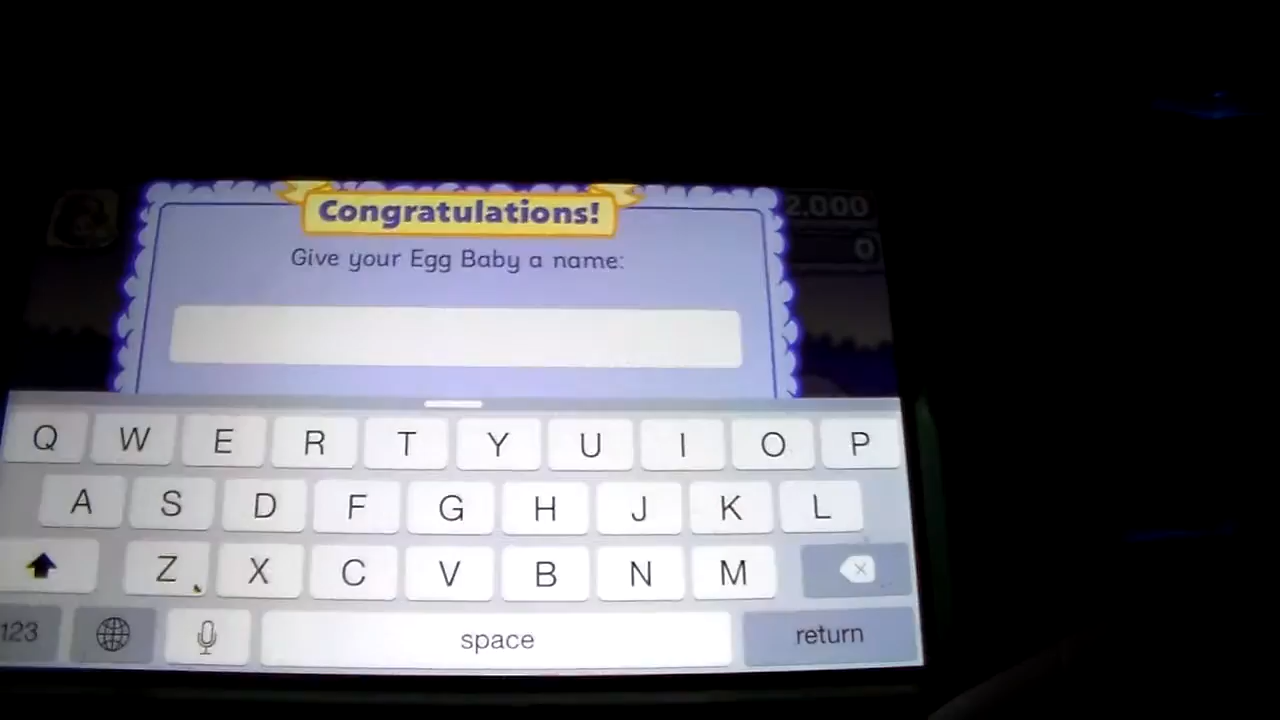 Congratulations!
2.000
Give your Egg Baby a name:
0
Q W E R T Y U I O P
A S D F G H J K L
Z X C V B N M
123 space return